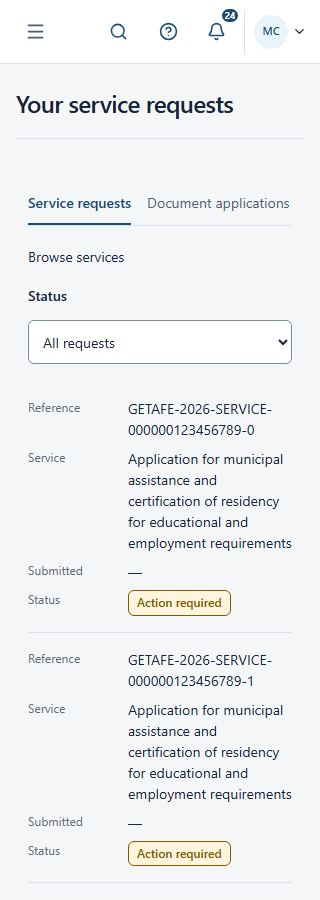 24
MC
Your service requests
Service requests
Document applications
Browse services
Status
All requests
Reference
GETAFE-2026-SERVICE-
000000123456789-0
Service
Application for municipal
assistance and
certification of residency
for educational and
employment requirements
Submitted
—
Status
Action required
Reference
GETAFE-2026-SERVICE-
000000123456789-1
Service
Application for municipal
assistance and
certification of residency
for educational and
employment requirements
Submitted
—
Status
Action required